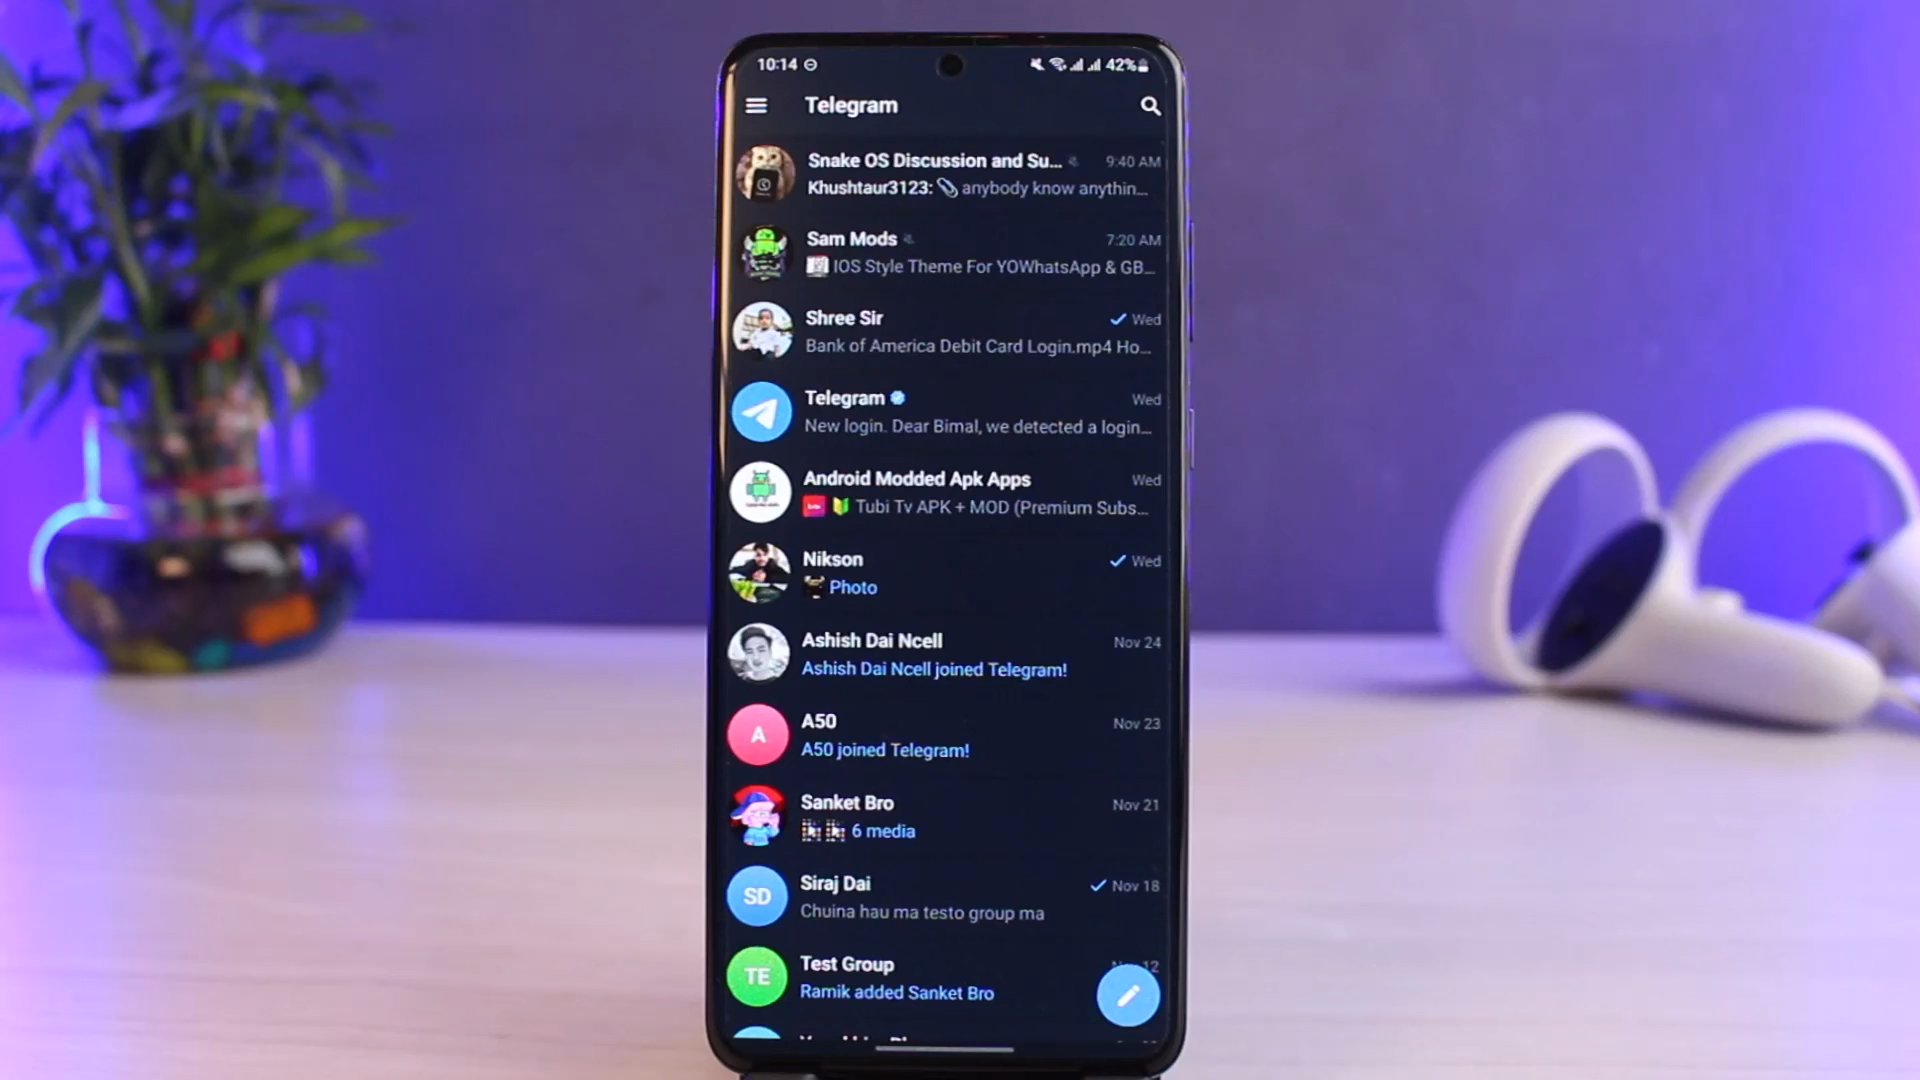 10:14 42%
Telegram
Snake OS Discussion and Su... 9:40 AM
Khushtaur3123: anybody know anythin...
Sam Mods 7:20 AM
IOS Style Theme For YOWhatsApp & GB...
Shree Sir Wed
Bank of America Debit Card Login.mp4 Ho...
Telegram Wed
New login. Dear Bimal, we detected a login...
Android Modded Apk Apps Wed
Tubi Tv APK + MOD (Premium Subs...
Nikson Wed
Photo
Ashish Dai Ncell Nov 24
Ashish Dai Ncell joined Telegram!
A
A50 Nov 23
A50 joined Telegram!
Sanket Bro Nov 21
6 media
SD
Siraj Dai Nov 18
Chuina hau ma testo group ma
TE
Test Group Nov 12
Ramik added Sanket Bro